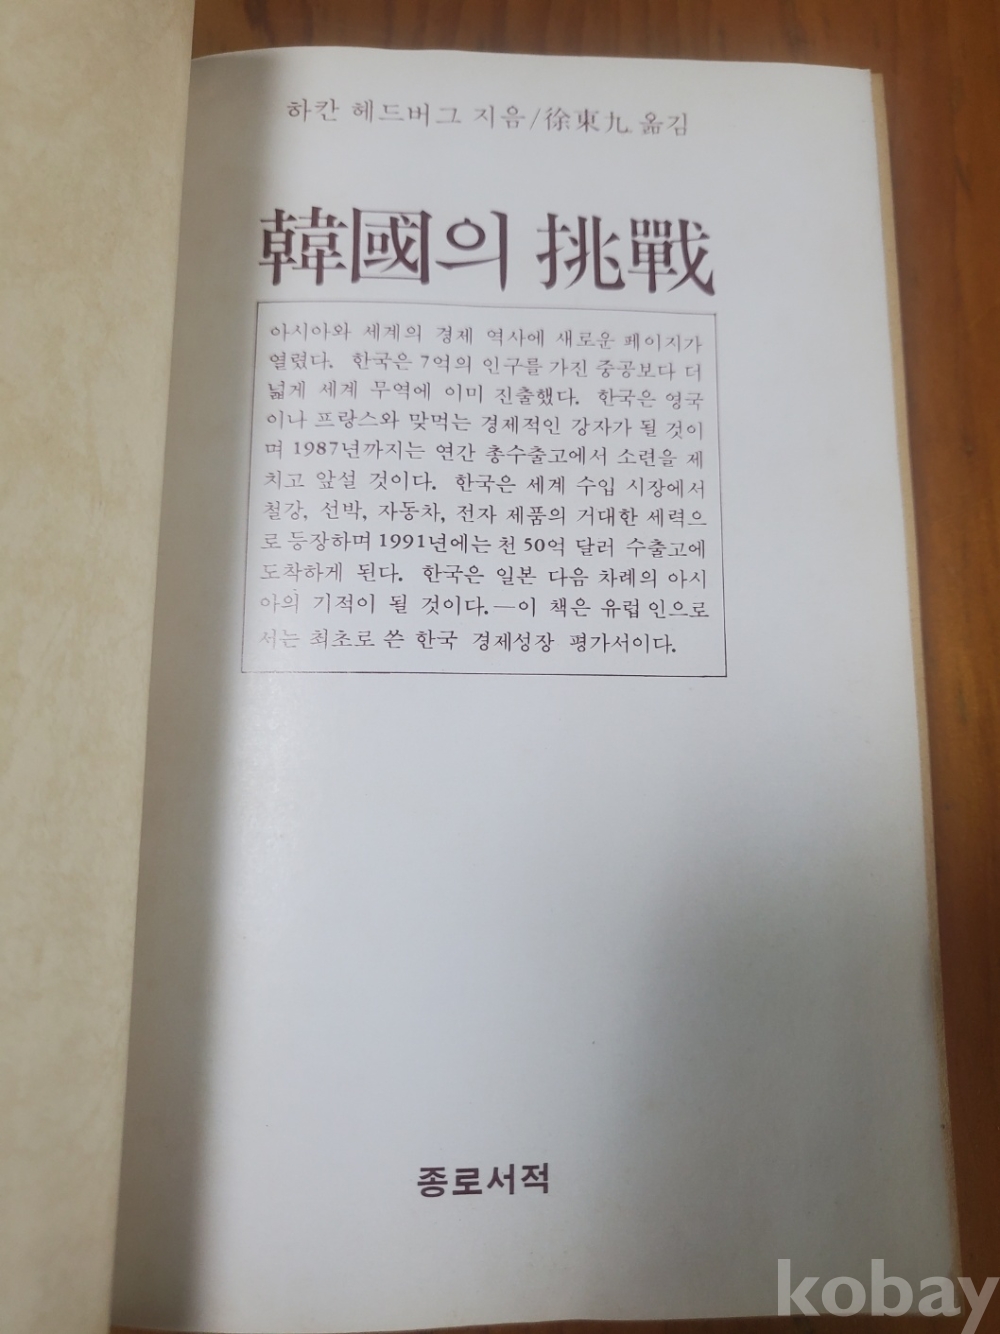 하칸 헤드버그 지음/徐東九 옮김
韓國의 挑戰
아시아와 세계의 경제 역사에 새로운 페이지가
열렸다. 한국은 7억의 인구를 가진 중공보다 더
넓게 세계 무역에 이미 진출했다. 한국은 영국
이나 프랑스와 맞먹는 경제적인 강자가 될 것이
며 1987년까지는 연간 총수출고에서 소련을 제
치고 앞설 것이다. 한국은 세계 수입 시장에서
철강, 선박, 자동차, 전자 제품의 거대한 세력으
로 등장하며 1991년에는 천 50억 달러 수출고에
도착하게 된다. 한국은 일본 다음 차례의 아시
아의 기적이 될 것이다.—이 책은 유럽인으로
서는 최초로 쓴 한국 경제성장 평가서이다.
종로서적
kobay